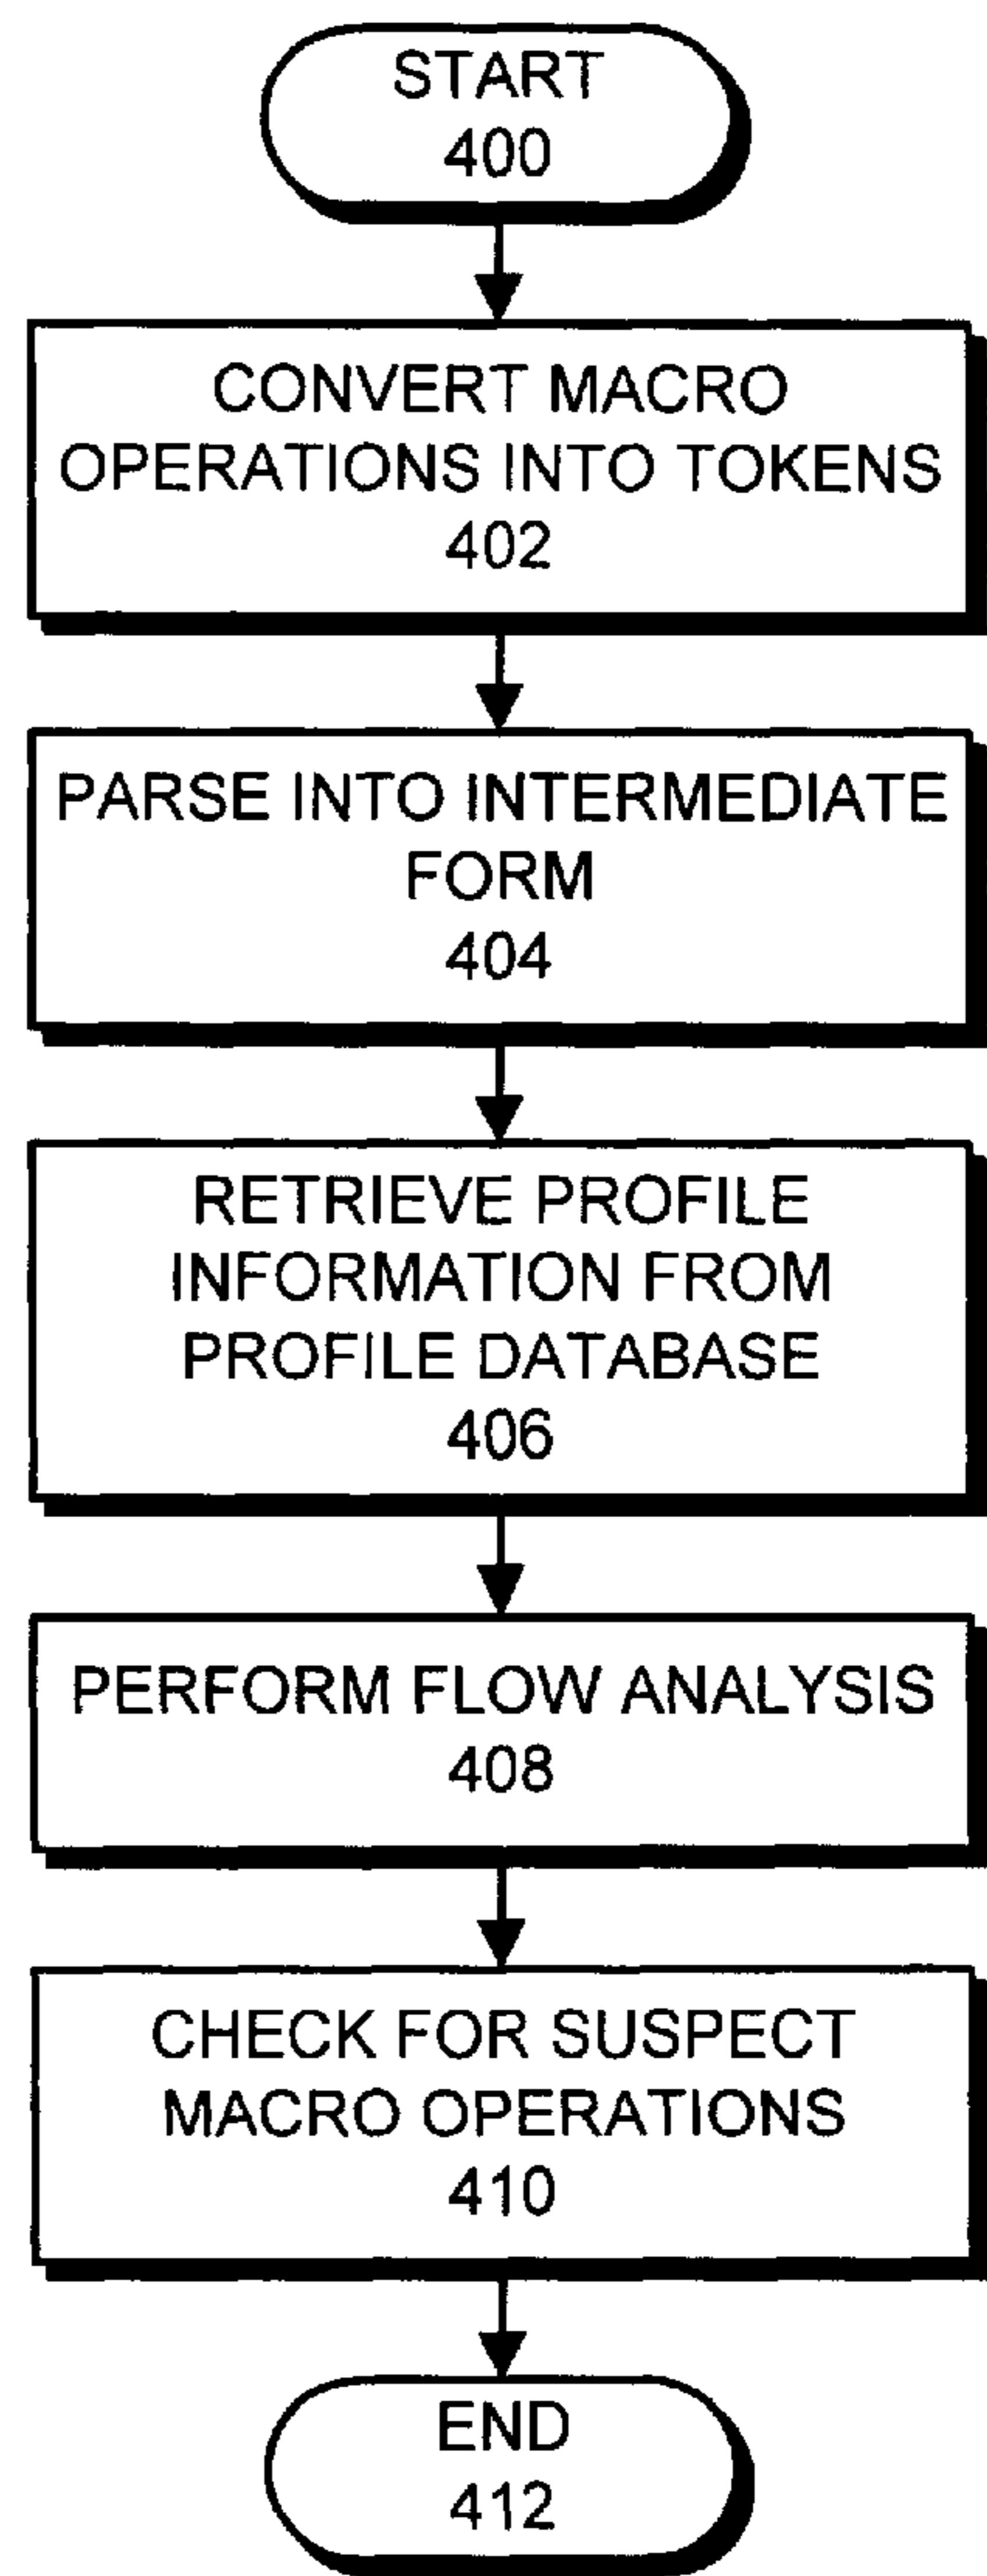 START
400
CONVERT MACRO
OPERATIONS INTO TOKENS
402
PARSE INTO INTERMEDIATE
FORM
404
RETRIEVE PROFILE
INFORMATION FROM
PROFILE DATABASE
406
PERFORM FLOW ANALYSIS
408
CHECK FOR SUSPECT
MACRO OPERATIONS
410
END
412